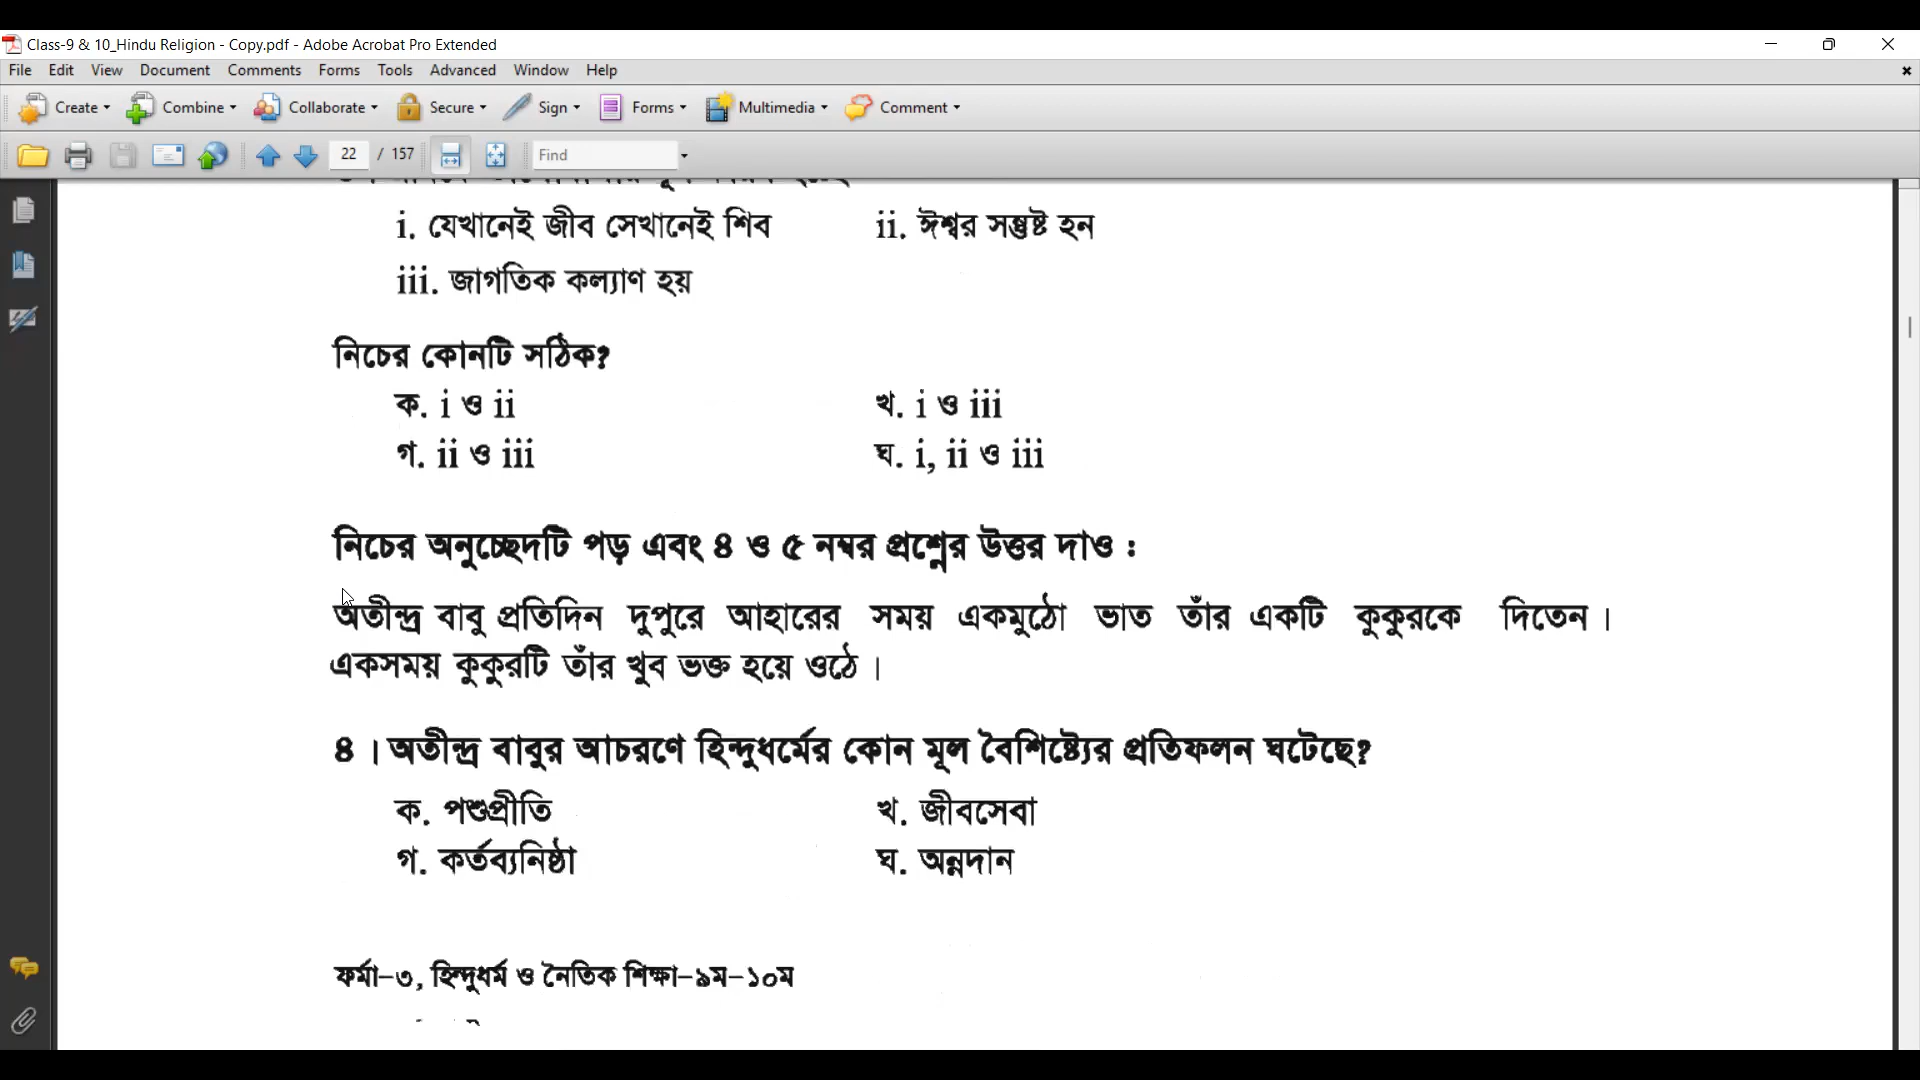 Class-9 & 10_Hindu Religion - Copy.pdf - Adobe Acrobat Pro Extended
File Edit View Document Comments Forms Tools Advanced Window Help
Create Combine Collaborate Secure Sign Forms Multimedia Comment
22 / 157 Find
i. যেখানেই জীব সেখানেই শিব ii. ঈশ্বর সন্তুষ্ট হন
iii. জাগতিক কল্যাণ হয়
নিচের কোনটি সঠিক?
ক. i ও ii খ. i ও iii
গ. ii ও iii ঘ. i, ii ও iii
নিচের অনুচ্ছেদটি পড় এবং ৪ ও ৫ নম্বর প্রশ্নের উত্তর দাও :
অতীন্দ্র বাবু প্রতিদিন দুপুরে আহারের সময় একমুঠো ভাত তাঁর একটি কুকুরকে দিতেন।
একসময় কুকুরটি তাঁর খুব ভক্ত হয়ে ওঠে।
৪। অতীন্দ্র বাবুর আচরণে হিন্দুধর্মের কোন মূল বৈশিষ্ট্যের প্রতিফলন ঘটেছে?
ক. পশুপ্রীতি খ. জীবসেবা
গ. কর্তব্যনিষ্ঠা ঘ. অন্নদান
ফর্মা-৩, হিন্দুধর্ম ও নৈতিক শিক্ষা-৯ম-১০ম